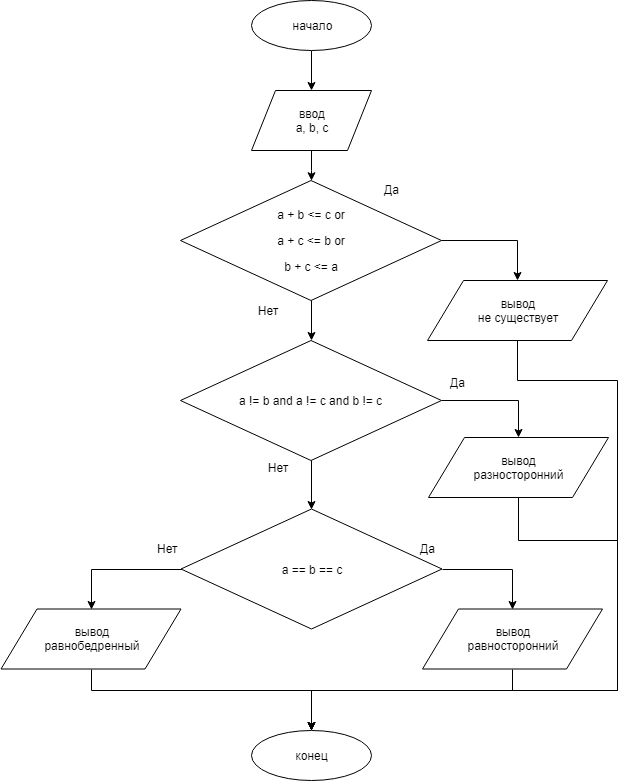 начало
ввод
a, b, c
Да
a + b <= c or
a + c <= b or
b + c <= a
Нет
вывод
не существует
Да
a != b and a != c and b != c
вывод
разносторонний
Нет
Нет
Да
a == b == c
вывод
равнобедренный
вывод
равносторонний
конец